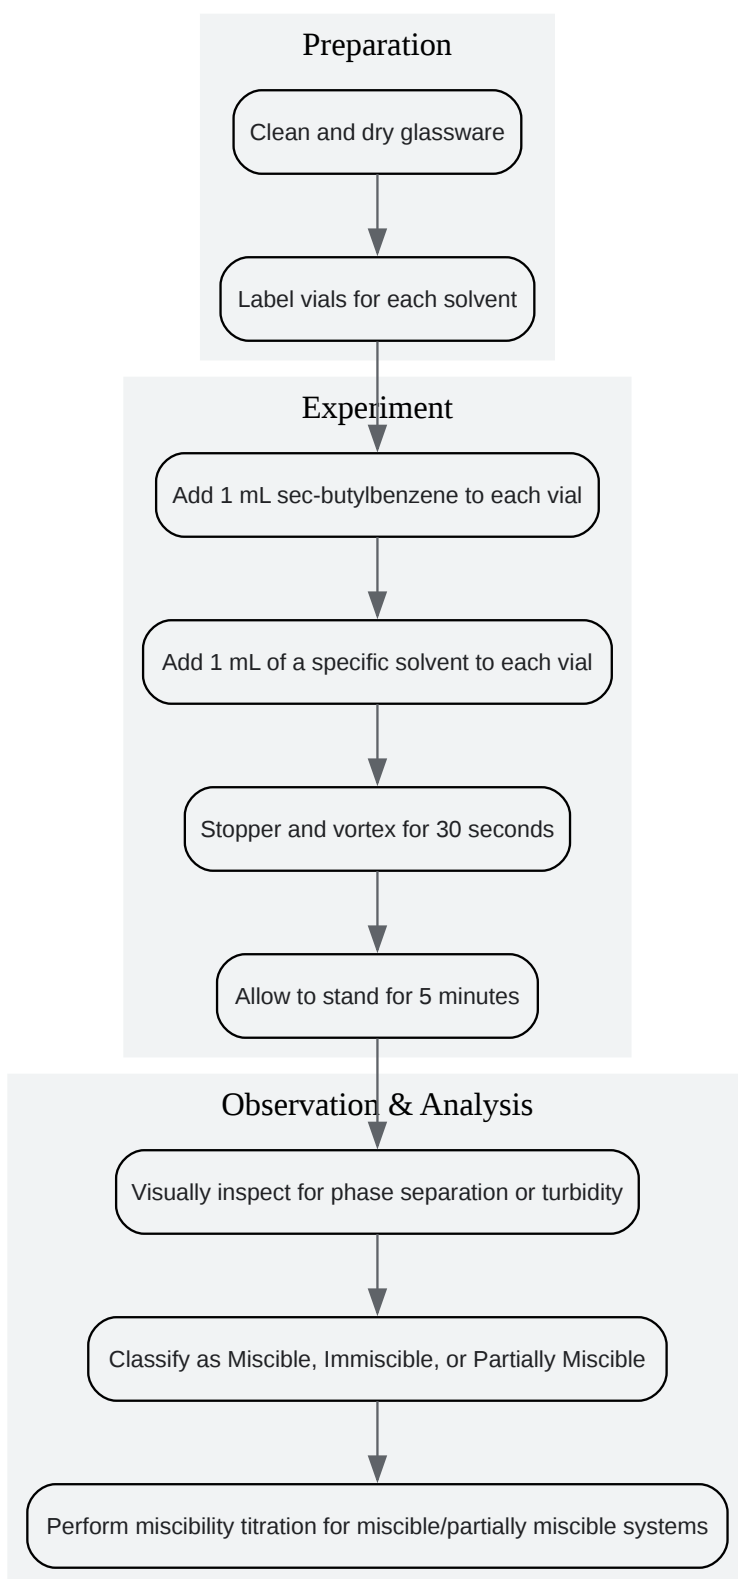 Preparation
Clean and dry glassware
Label vials for each solvent
Experiment
Add 1 mL sec-butylbenzene to each vial
Add 1 mL of a specific solvent to each vial
Stopper and vortex for 30 seconds
Allow to stand for 5 minutes
Observation & Analysis
Visually inspect for phase separation or turbidity
Classify as Miscible, Immiscible, or Partially Miscible
Perform miscibility titration for miscible/partially miscible systems